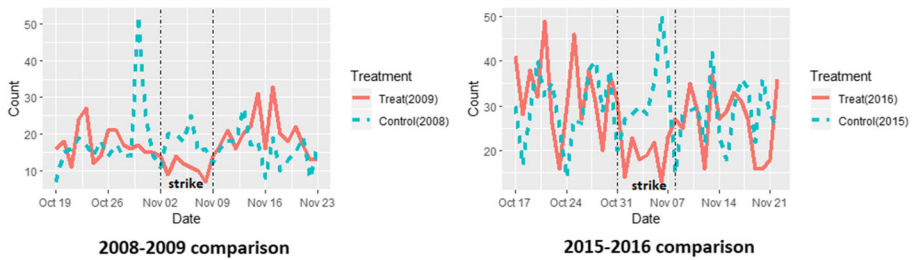 50
40
30
20
10
Count
strike
Oct 19
Oct 26
Nov 02
Nov 09
Nov 16
Nov 23
Date
Treatment
Treat(2009)
Control(2008)
2008-2009 comparison
50
40
30
20
Count
strike
Oct 17
Oct 24
Oct 31
Nov 07
Nov 14
Nov 21
Date
Treatment
Treat(2016)
Control(2015)
2015-2016 comparison